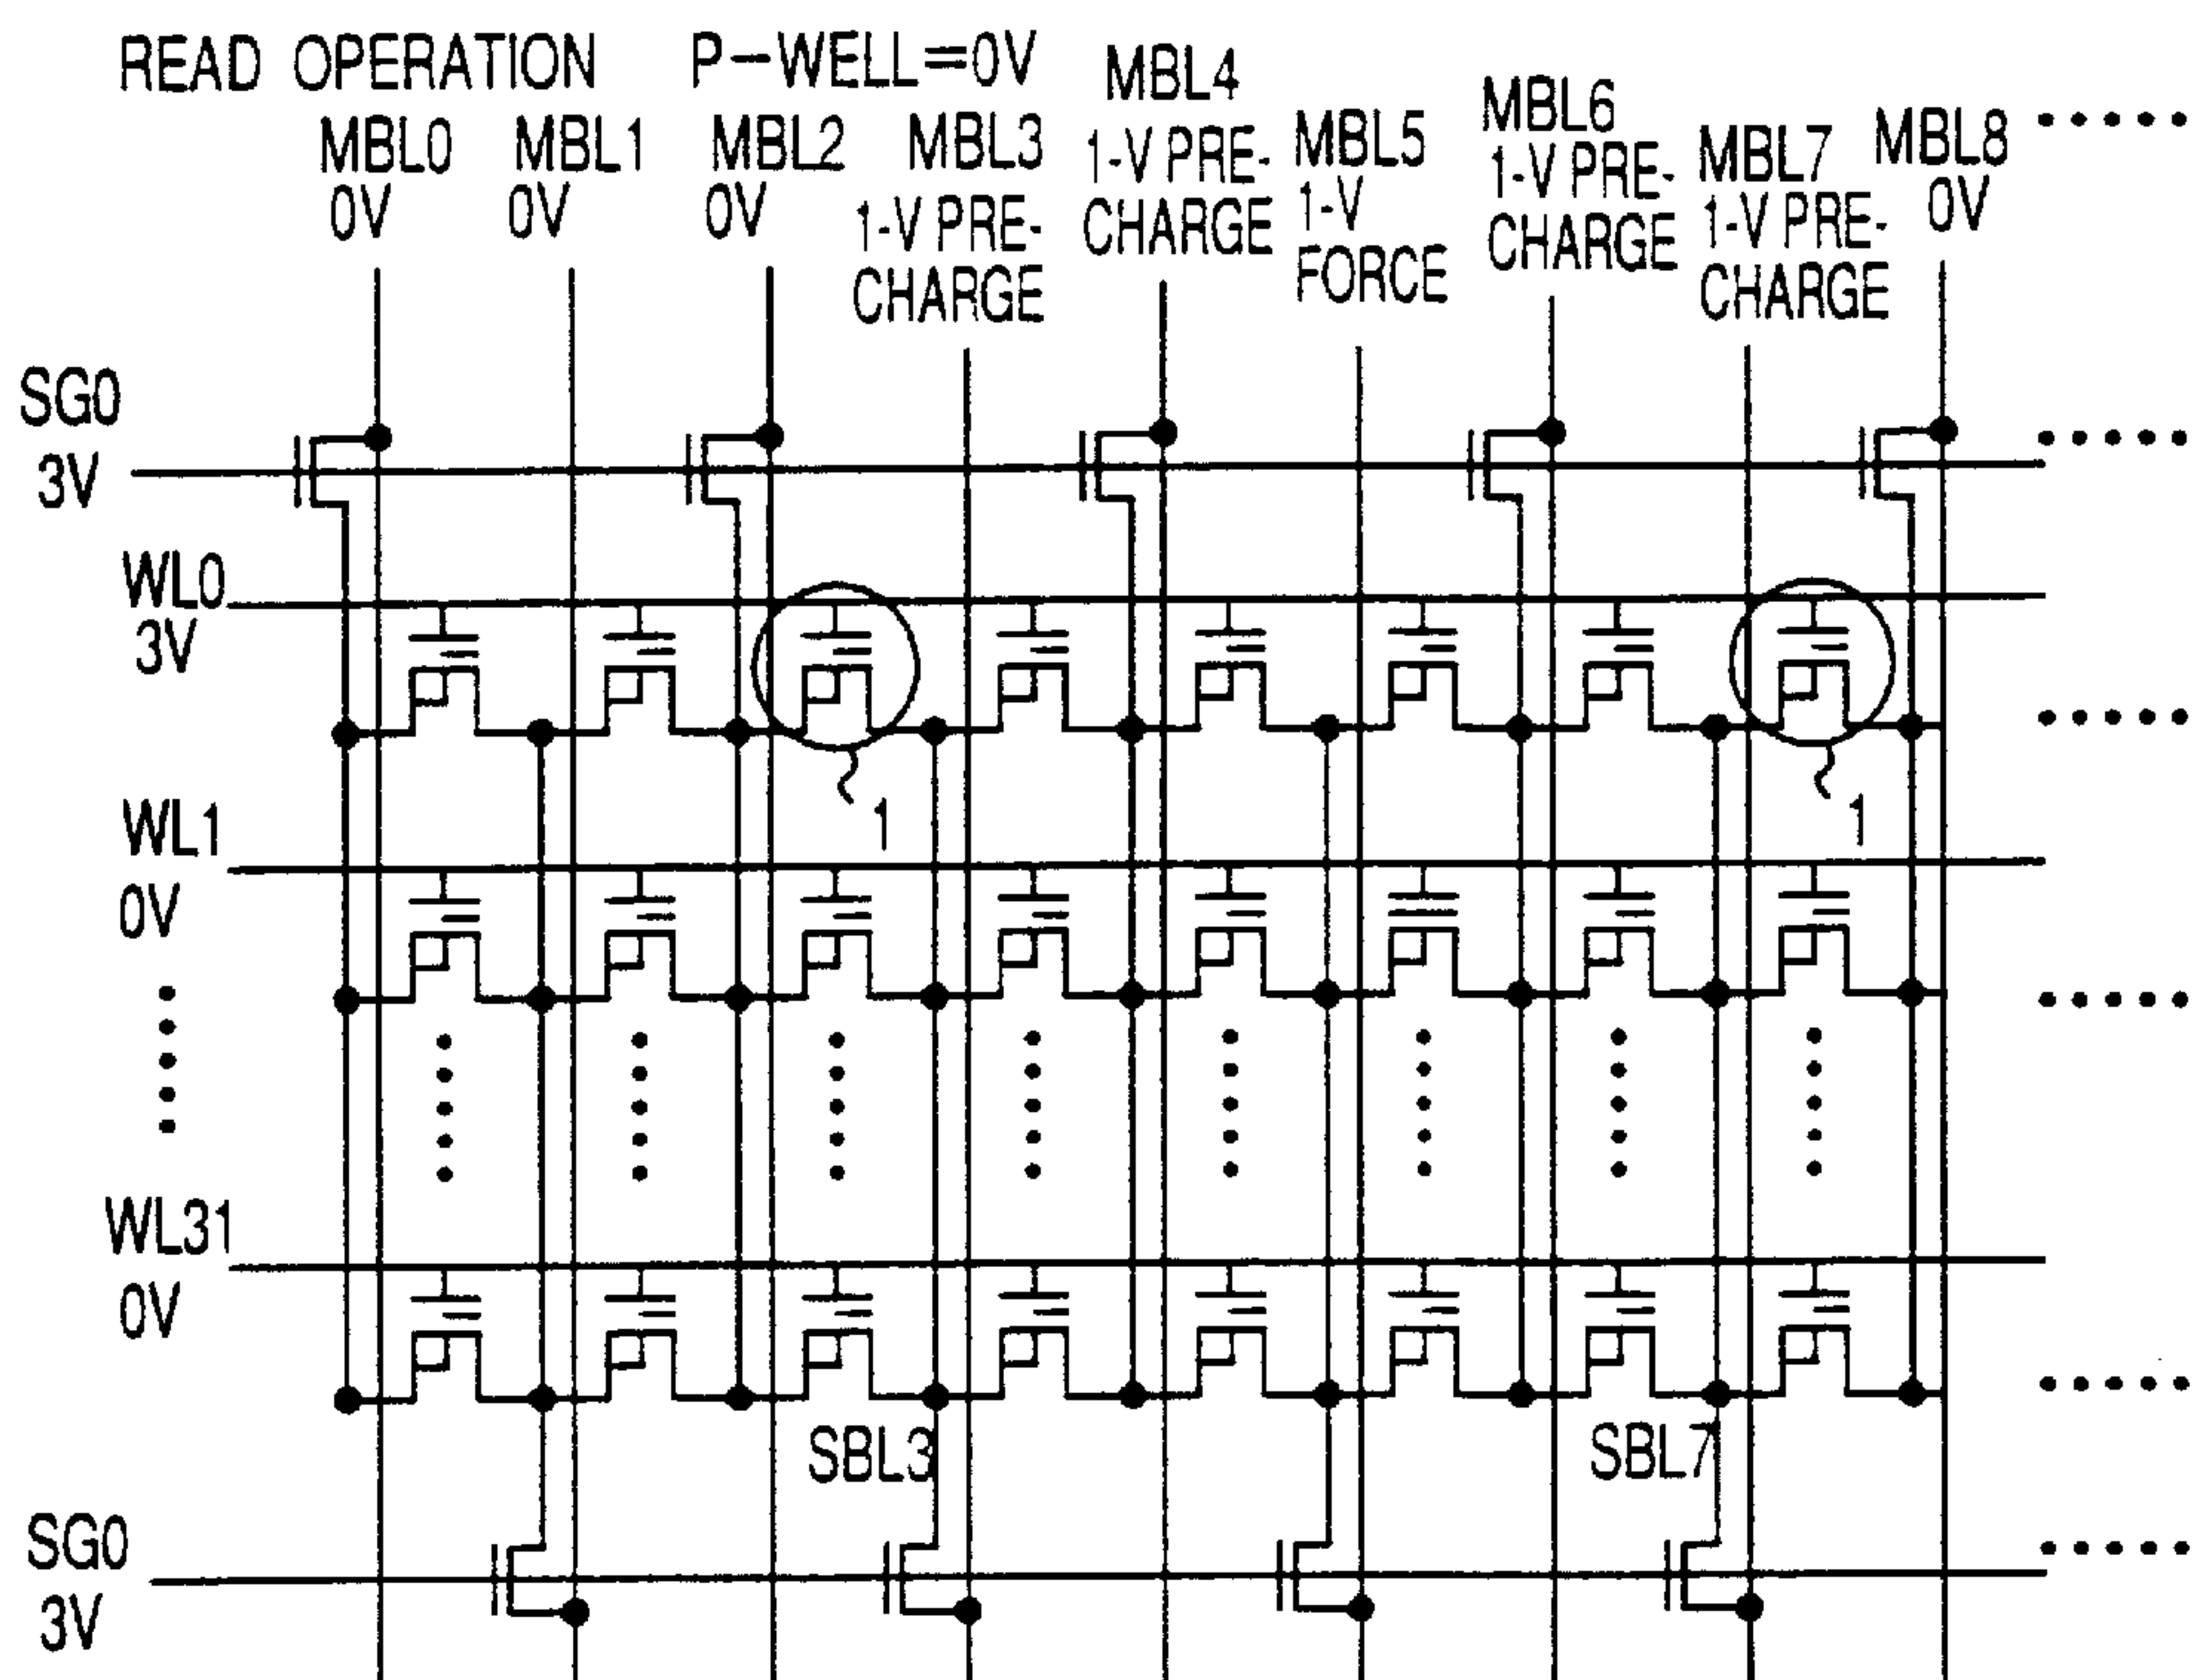 READ OPERATION P-WELL=0V
MBL0
0V
MBL1
0V
MBL2
0V
MBL3
1-V PRE-
CHARGE
MBL4
1-V PRE-
CHARGE
MBL5
1-V
FORCE
MBL6
1-V PRE-
CHARGE
MBL7
1-V PRE-
CHARGE
MBL8
0V
SG0
3V
WL0
3V
1
1
WL1
0V
WL31
0V
SBL3
SBL7
SG0
3V